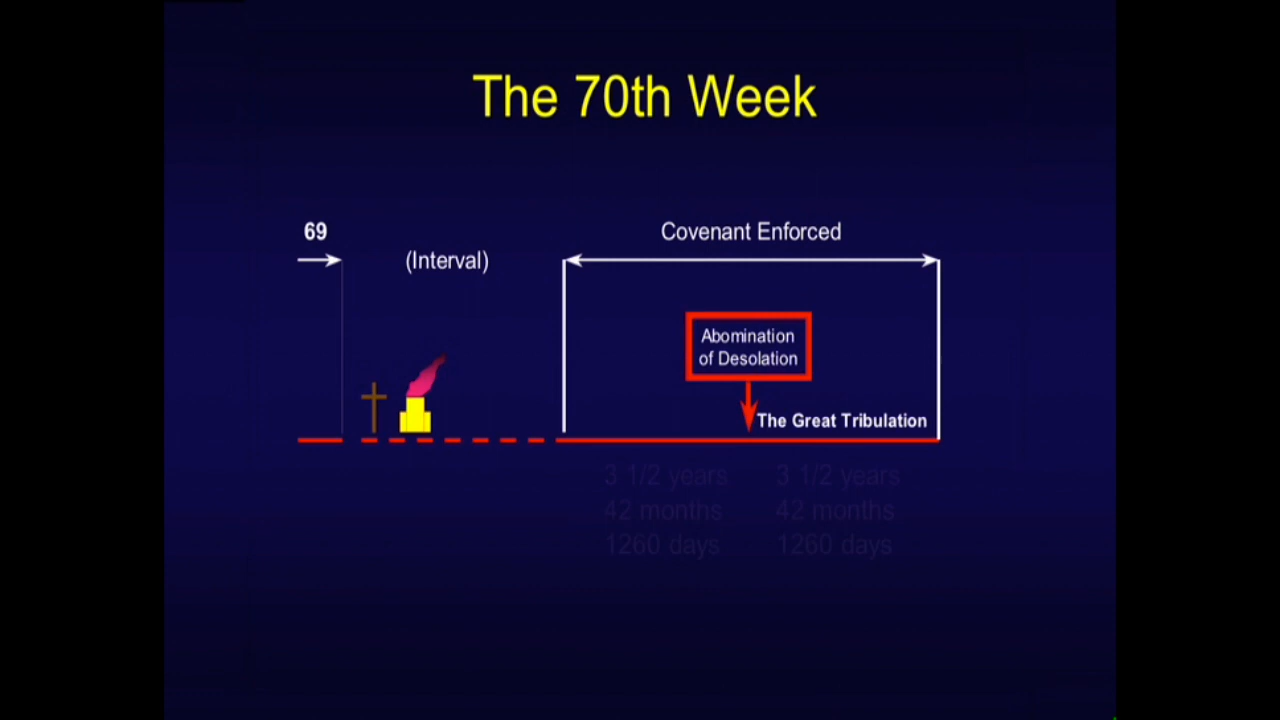 The 70th Week
69
(Interval)
Covenant Enforced
Abomination
of Desolation
The Great Tribulation
3 1/2 years 3 1/2 years
42 months 42 months
1260 days 1260 days